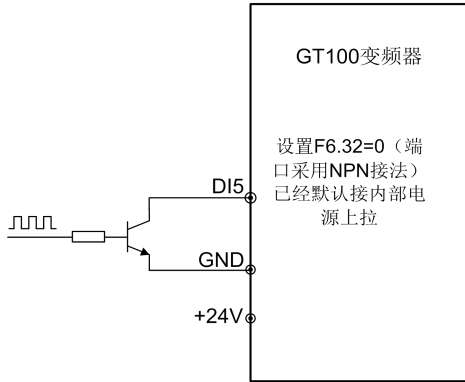 GT100变频器
设置F6.32=0（端
口采用NPN接法）
已经默认接内部电
源上拉
DI5
GND
+24V